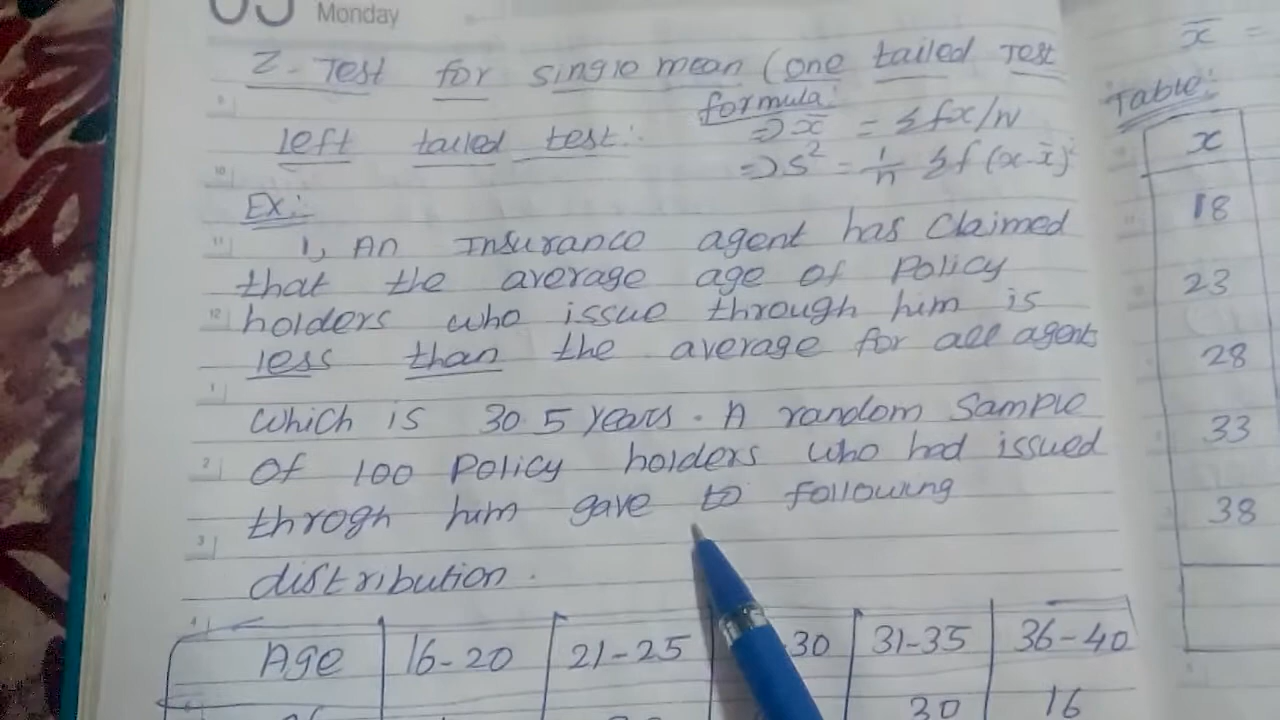 Monday
Z-Test for single mean (one tailed Test
left tailed test:
formula:
=> x̄ = Σfx/N
=> S² = 1/n Σf(x-x̄)²
Ex:
1, An Insurance agent has Claimed
that the average age of Policy
holders who issue through him is
less than the average for all agents
which is 30.5 years. A random Sample
of 100 Policy holders who had issued
throgh him gave to following
distribution.
Age 16-20 21-25 30 31-35 36-40
30 16
x̄ =
Table:
x
18
23
28
33
38